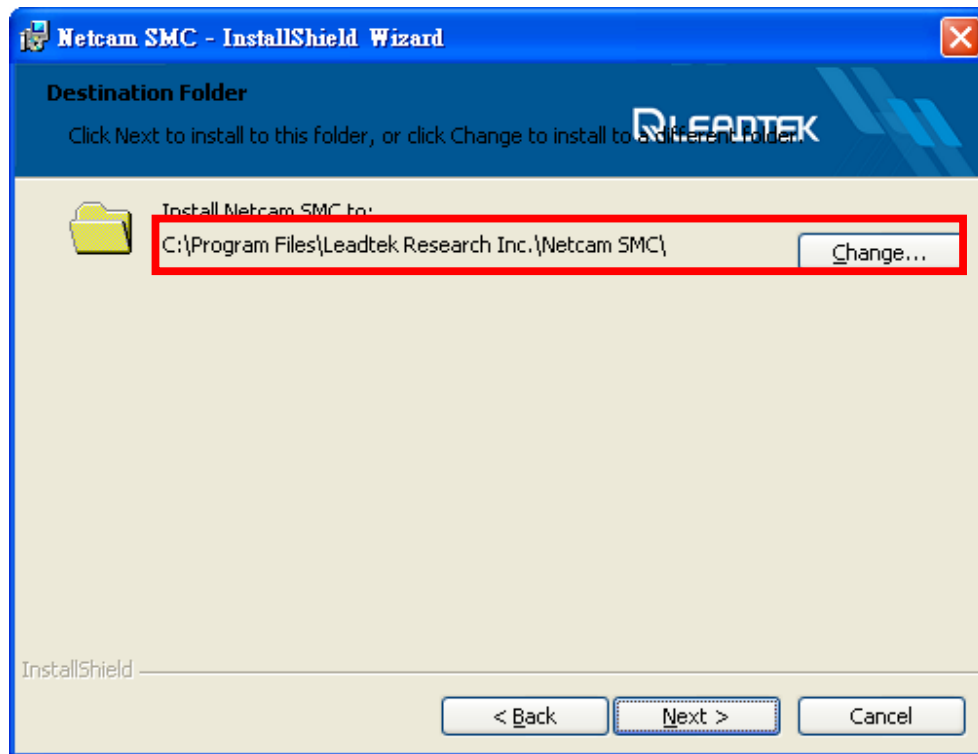 Netcam SMC - InstallShield Wizard
Destination Folder
Click Next to install to this folder, or click Change to install to a different folder.
LEADTEK
Install Netcam SMC to:
C:\Program Files\Leadtek Research Inc.\Netcam SMC\
Change...
InstallShield
< Back
Next >
Cancel